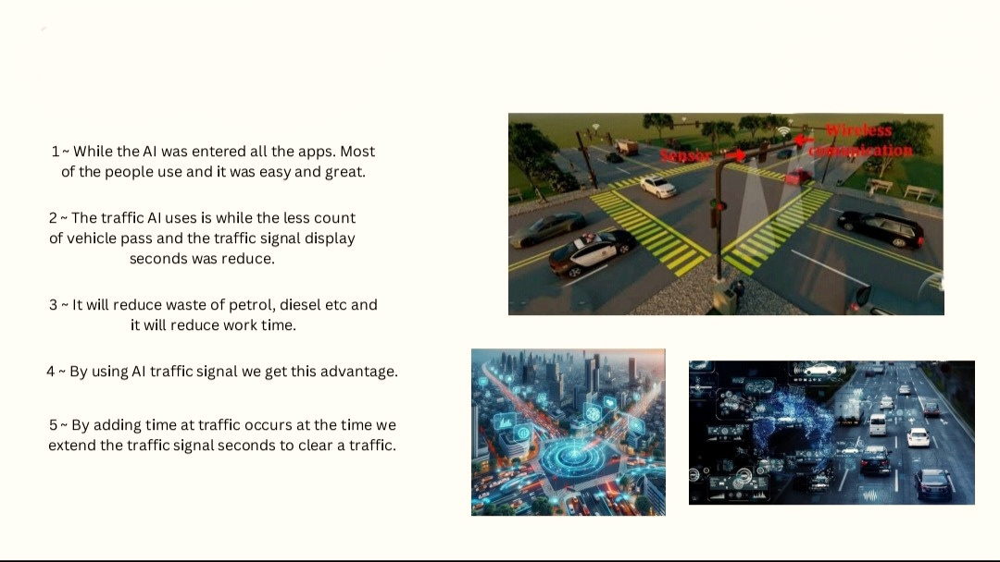 1 ~ While the AI was entered all the apps. Most
of the people use and it was easy and great.
2 ~ The traffic AI uses is while the less count
of vehicle pass and the traffic signal display
seconds was reduce.
3 ~ It will reduce waste of petrol, diesel etc and
it will reduce work time.
4 ~ By using AI traffic signal we get this advantage.
5 ~ By adding time at traffic occurs at the time we
extend the traffic signal seconds to clear a traffic.
Sensor
Wireless
comunication